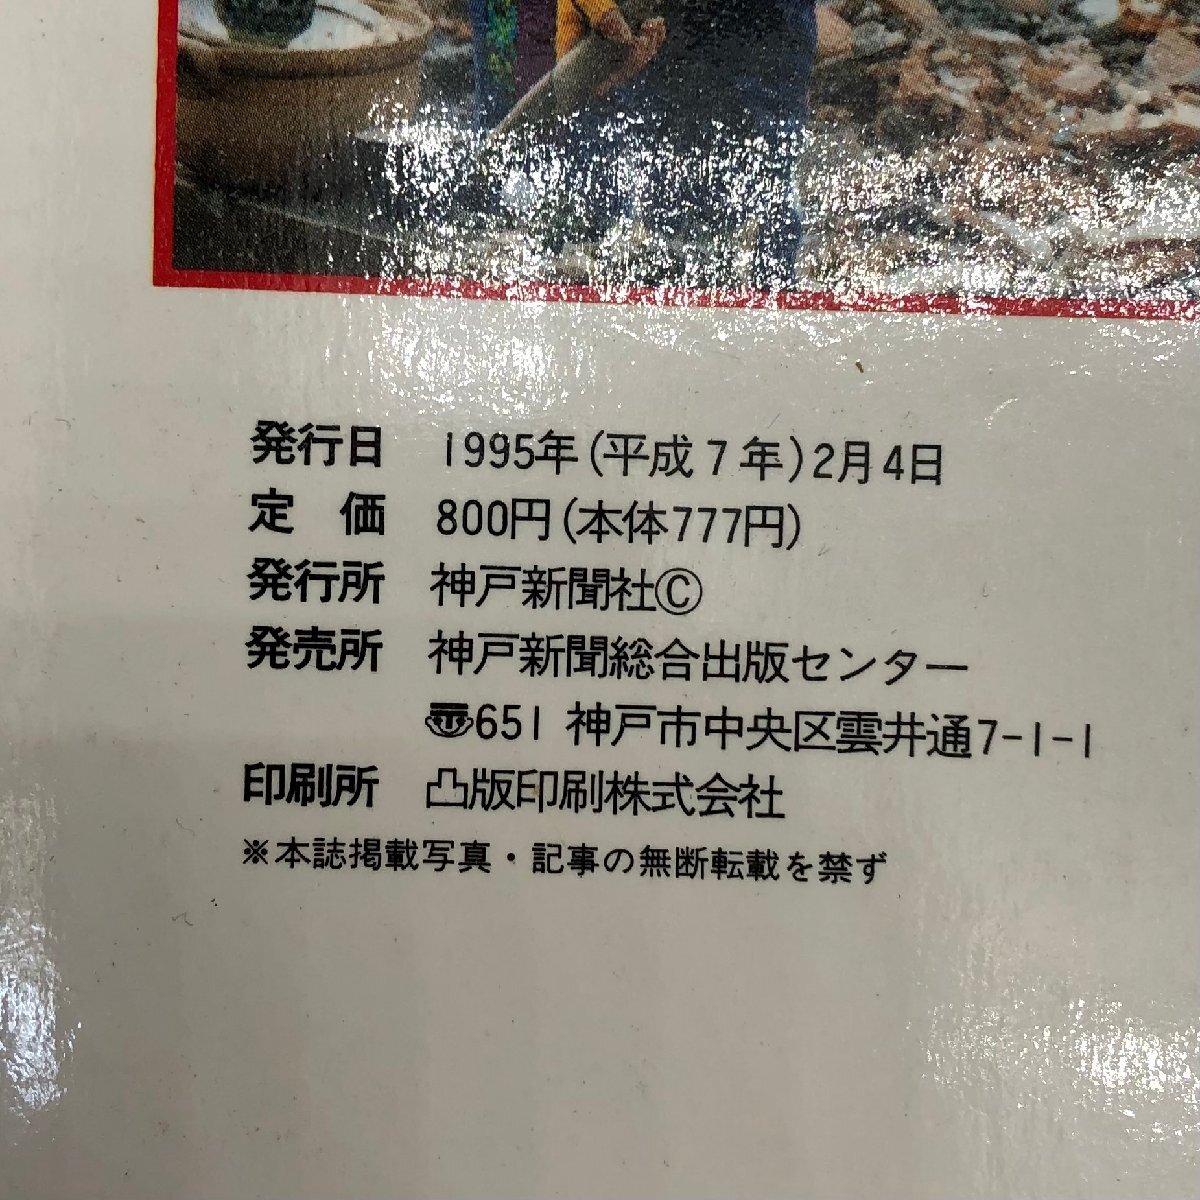 発行日 1995年(平成7年)2月4日
定　価 800円(本体777円)
発行所 神戸新聞社Ⓒ
発売所 神戸新聞総合出版センター
〠651 神戸市中央区雲井通7-1-1
印刷所 凸版印刷株式会社
※本誌掲載写真・記事の無断転載を禁ず